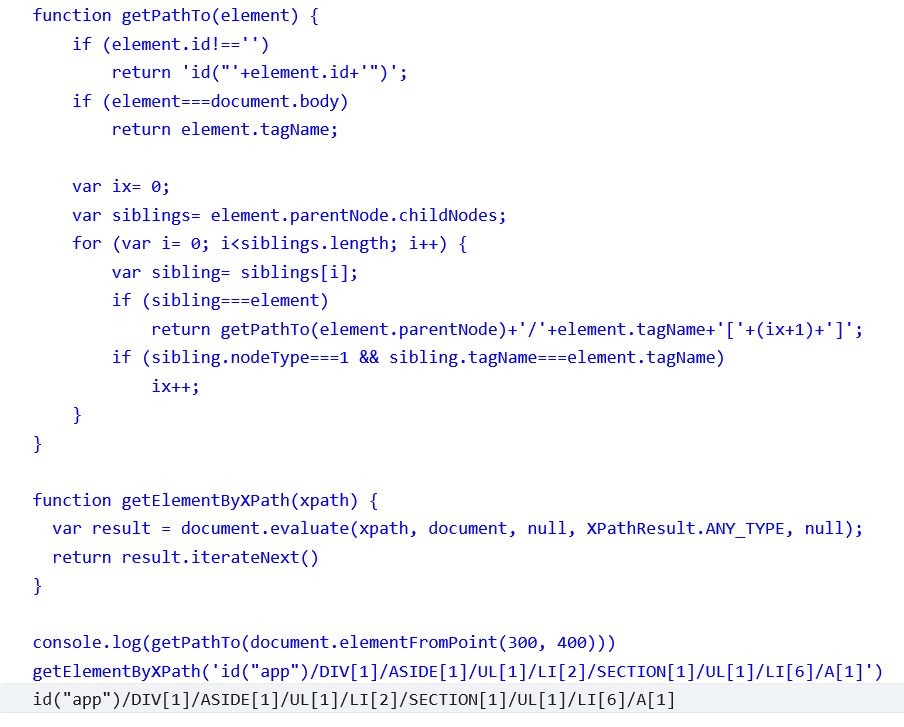 function getPathTo(element) {
    if (element.id!=='')
        return 'id("'+element.id+'")';
    if (element===document.body)
        return element.tagName;

    var ix= 0;
    var siblings= element.parentNode.childNodes;
    for (var i= 0; i<siblings.length; i++) {
        var sibling= siblings[i];
        if (sibling===element)
            return getPathTo(element.parentNode)+'/'+element.tagName+'['+(ix+1)+']';
        if (sibling.nodeType===1 && sibling.tagName===element.tagName)
            ix++;
    }
}

function getElementByXPath(xpath) {
  var result = document.evaluate(xpath, document, null, XPathResult.ANY_TYPE, null);
  return result.iterateNext()
}

console.log(getPathTo(document.elementFromPoint(300, 400)))
getElementByXPath('id("app")/DIV[1]/ASIDE[1]/UL[1]/LI[2]/SECTION[1]/UL[1]/LI[6]/A[1]')
id("app")/DIV[1]/ASIDE[1]/UL[1]/LI[2]/SECTION[1]/UL[1]/LI[6]/A[1]